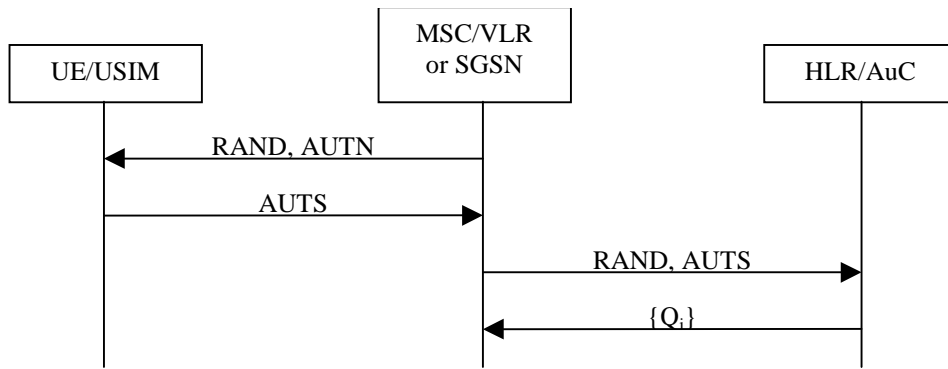 UE/USIM
MSC/VLR
or SGSN
HLR/AuC
RAND, AUTN
AUTS
RAND, AUTS
{Qᵢ}